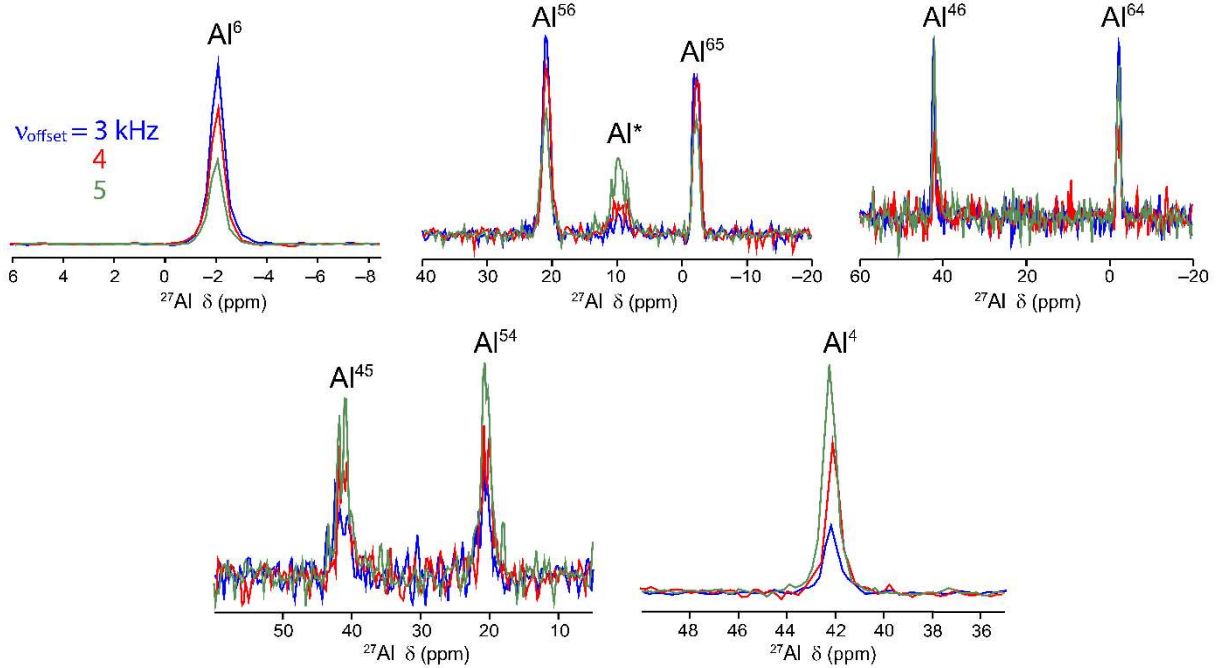 Al⁶
ν_offset = 3 kHz
4
5
6 4 2 0 −2 −4 −6 −8
²⁷Al δ (ppm)
Al⁵⁶
Al⁶⁵
Al*
40 30 20 10 0 −10 −20
²⁷Al δ (ppm)
Al⁴⁶
Al⁶⁴
60 40 20 0 −20
²⁷Al δ (ppm)
Al⁴⁵
Al⁵⁴
50 40 30 20 10
²⁷Al δ (ppm)
Al⁴
48 46 44 42 40 38 36
²⁷Al δ (ppm)